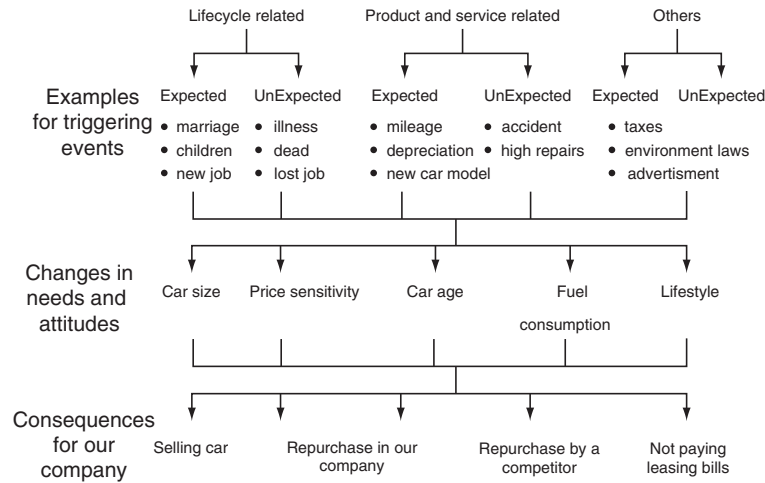 Lifecycle related
Product and service related
Others
Examples
for triggering
events
Expected
UnExpected
Expected
UnExpected
Expected
UnExpected
• marriage
• children
• new job
• illness
• dead
• lost job
• mileage
• depreciation
• new car model
• accident
• high repairs
• taxes
• environment laws
• advertisment
Changes in
needs and
attitudes
Car size
Price sensitivity
Car age
Fuel
consumption
Lifestyle
Consequences
for our
company
Selling car
Repurchase in our
company
Repurchase by a
competitor
Not paying
leasing bills